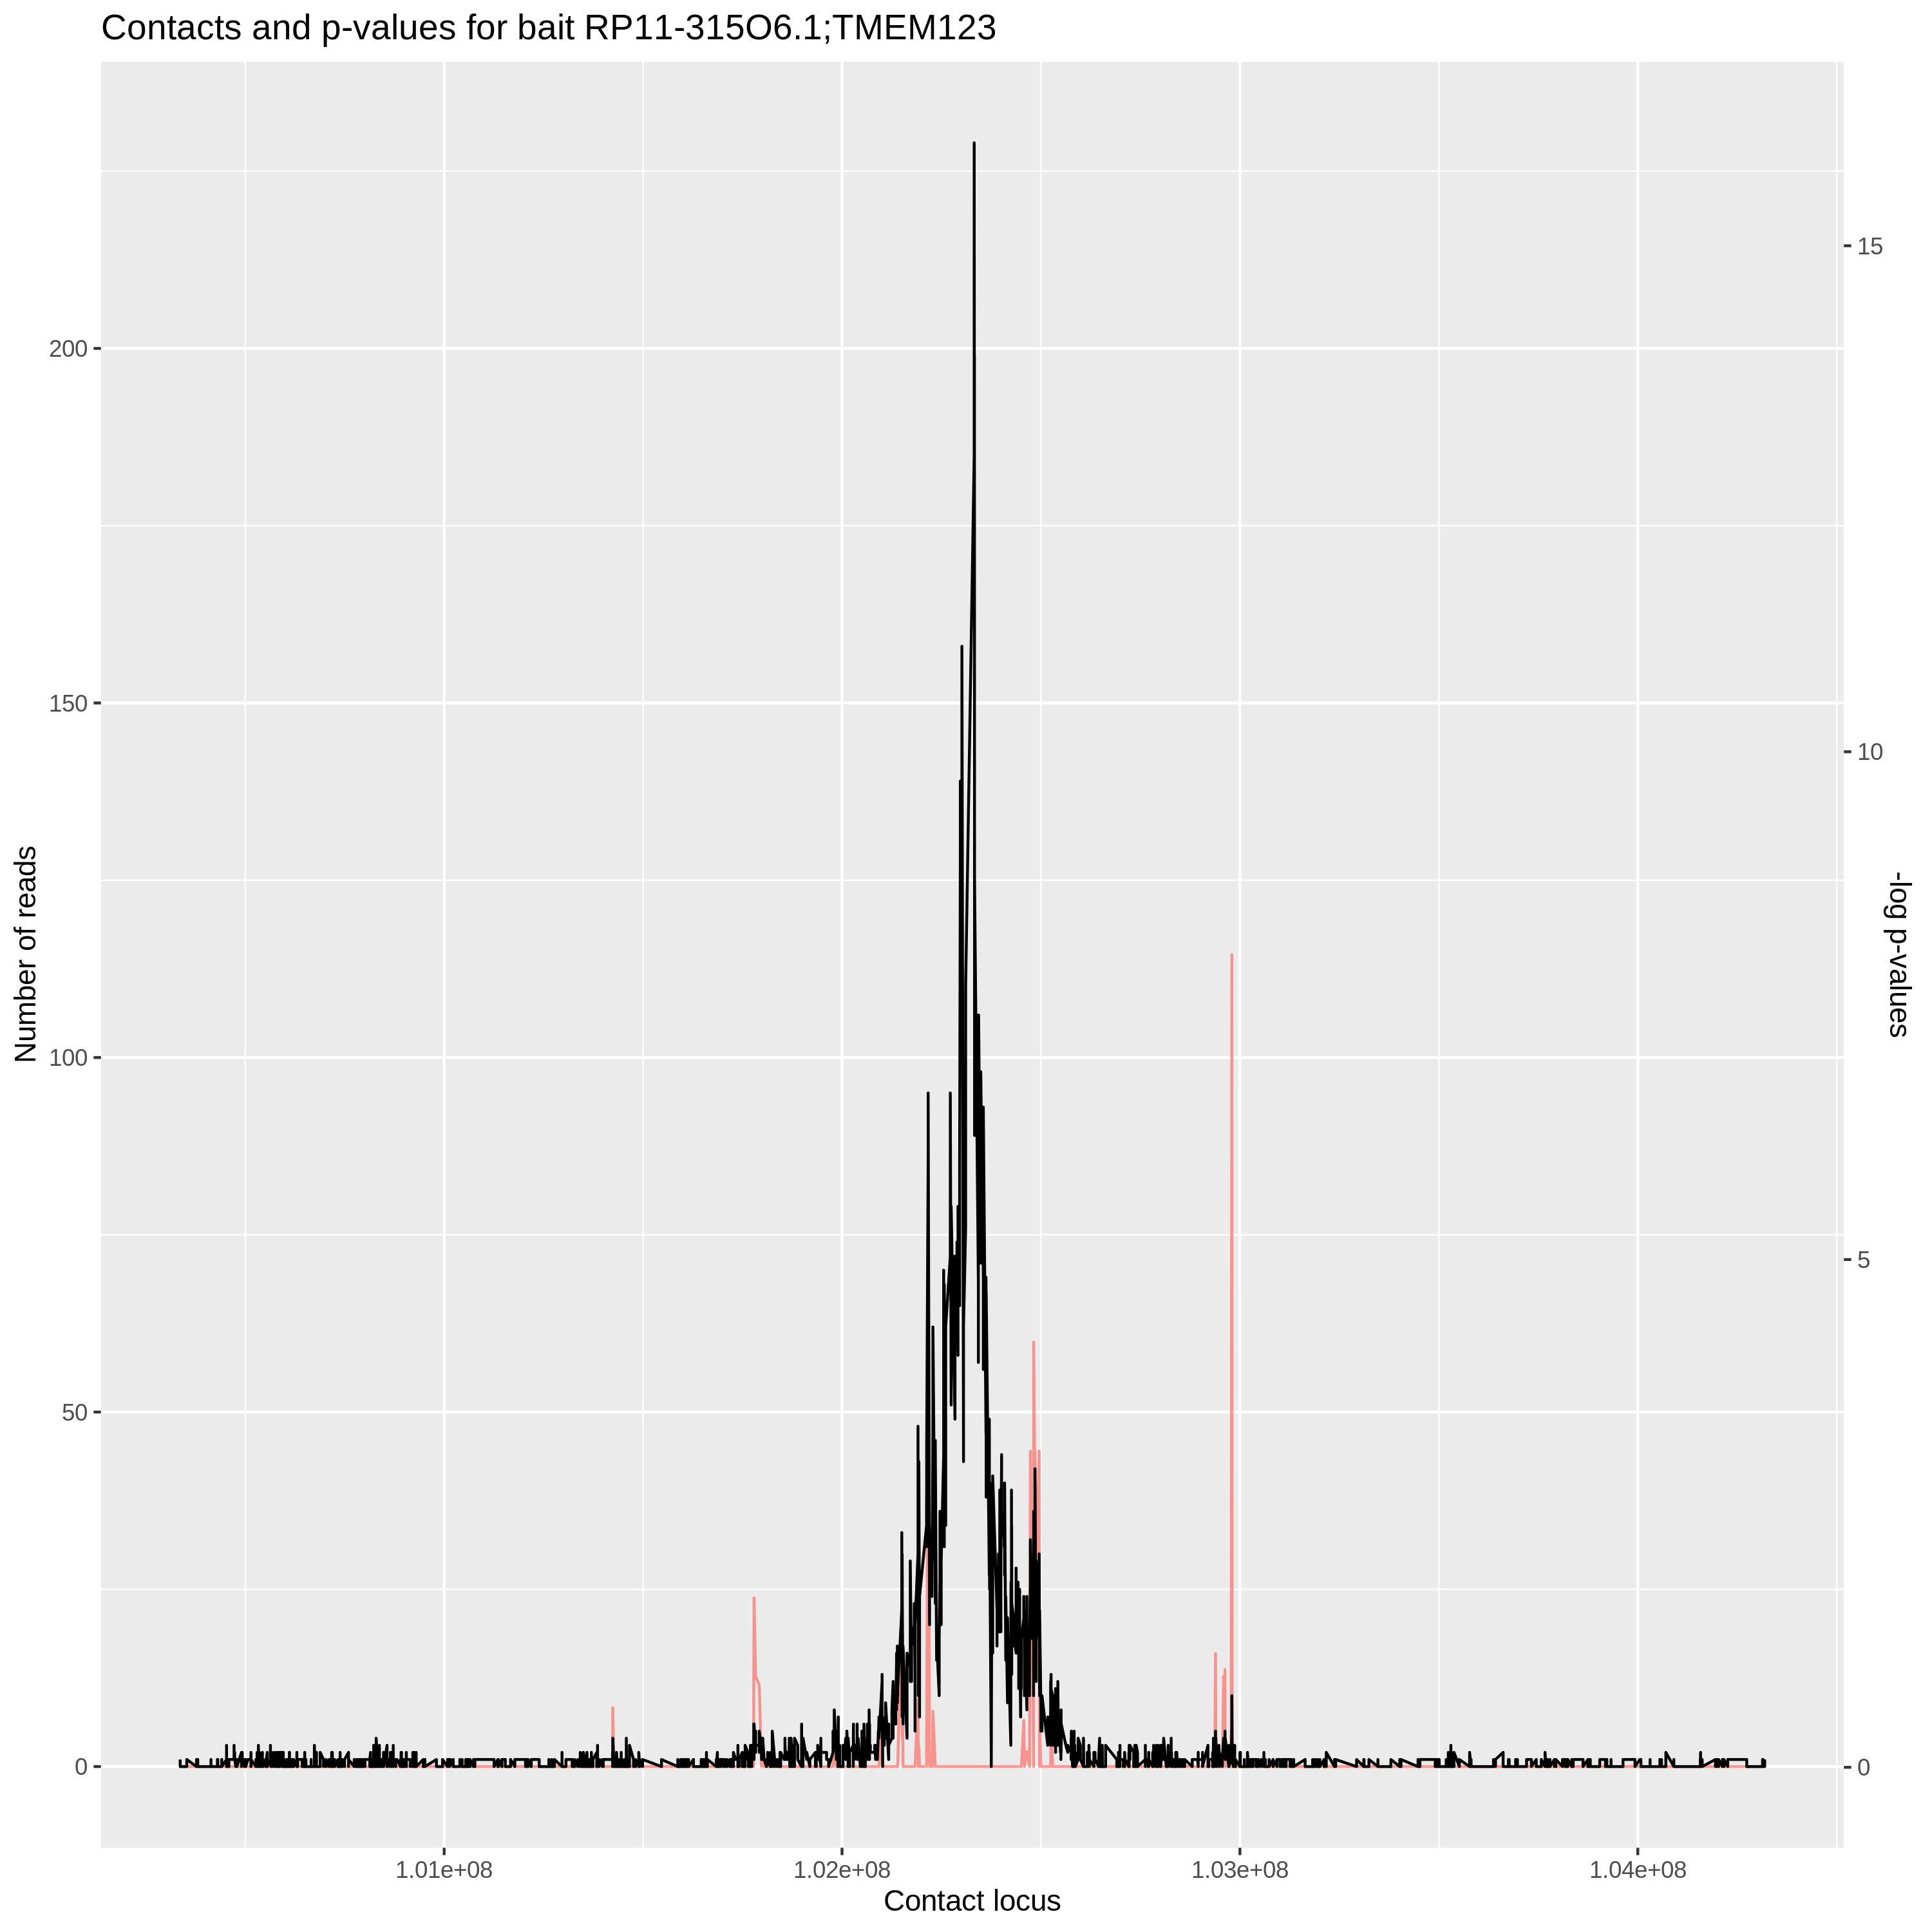 Contacts and p-values for bait RP11-315O6.1;TMEM123
Number of reads
200
150
100
50
0
15
10
5
0
-log p-values
1.01e+08 1.02e+08 1.03e+08 1.04e+08
Contact locus